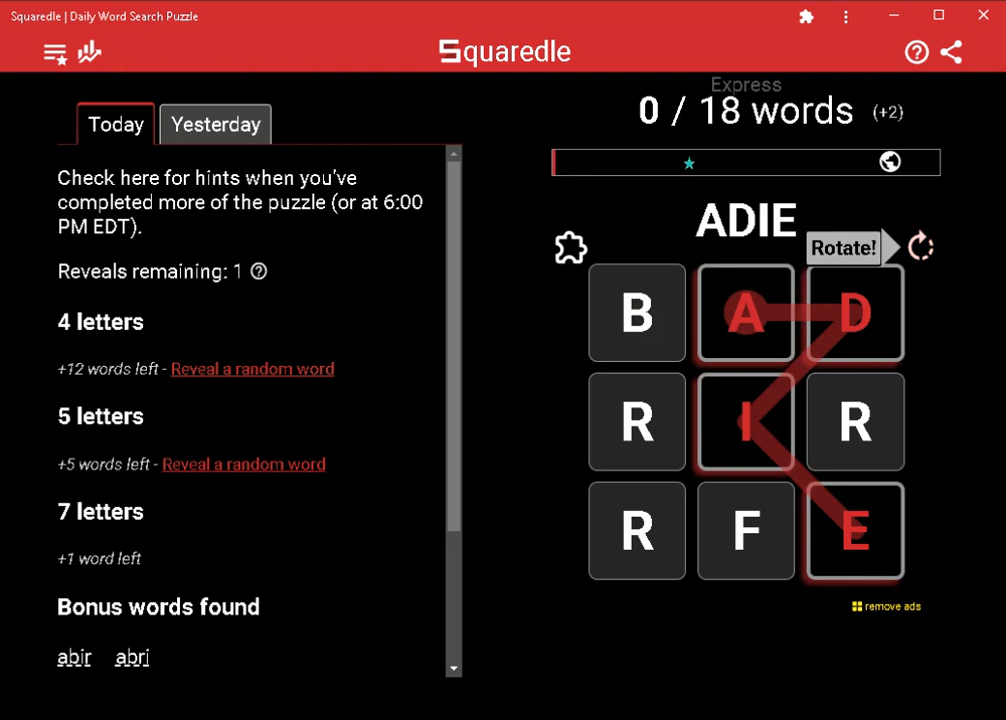 Squaredle | Daily Word Search Puzzle
Squaredle
Today
Yesterday
Check here for hints when you've
completed more of the puzzle (or at 6:00
PM EDT).
Reveals remaining: 1 ?
4 letters
+12 words left - Reveal a random word
5 letters
+5 words left - Reveal a random word
7 letters
+1 word left
Bonus words found
abir abri
Express
0 / 18 words (+2)
ADIE
Rotate!
B A D
R I R
R F E
remove ads